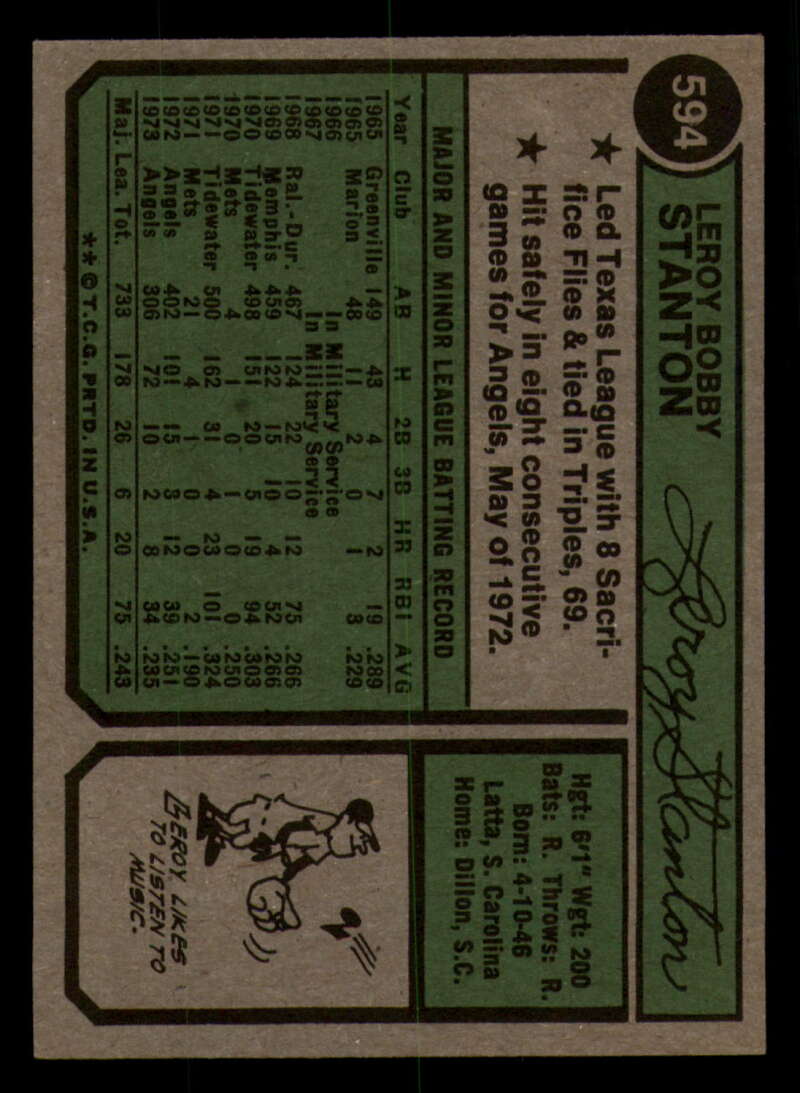 594
LEROY BOBBY
STANTON
Leroy Stanton
★ Led Texas League with 8 Sacri-
fice Flies & tied in Triples, 69.
★ Hit safely in eight consecutive
games for Angels, May of 1972.
MAJOR AND MINOR LEAGUE BATTING RECORD
Year Club AB H 2B 3B HR RBI AVG
1965 Greenville 149 43 4 7 2 19 .289
1965 Marion 48 11 2 0 1 3 .229
1966 In Military Service
1967 In Military Service
1968 Ral.-Dur. 467 124 22 10 12 75 .266
1969 Memphis 459 122 15 10 4 52 .266
1970 Tidewater 498 151 20 5 19 94 .303
1970 Mets 4 1 0 1 0 0 .250
1971 Tidewater 500 162 31 4 23 101 .324
1971 Mets 21 4 1 0 0 2 .190
1972 Angels 402 101 15 3 12 39 .251
1973 Angels 306 72 10 2 8 34 .235
Maj. Lea. Tot. 733 178 26 6 20 75 .243
**© T.C.G. PRTD. IN U.S.A.
Hgt: 6'1" Wgt: 200
Bats: R. Throws: R.
Born: 4-10-46
Latta, S. Carolina
Home: Dillon, S.C.
LEROY LIKES
TO LISTEN TO
MUSIC.